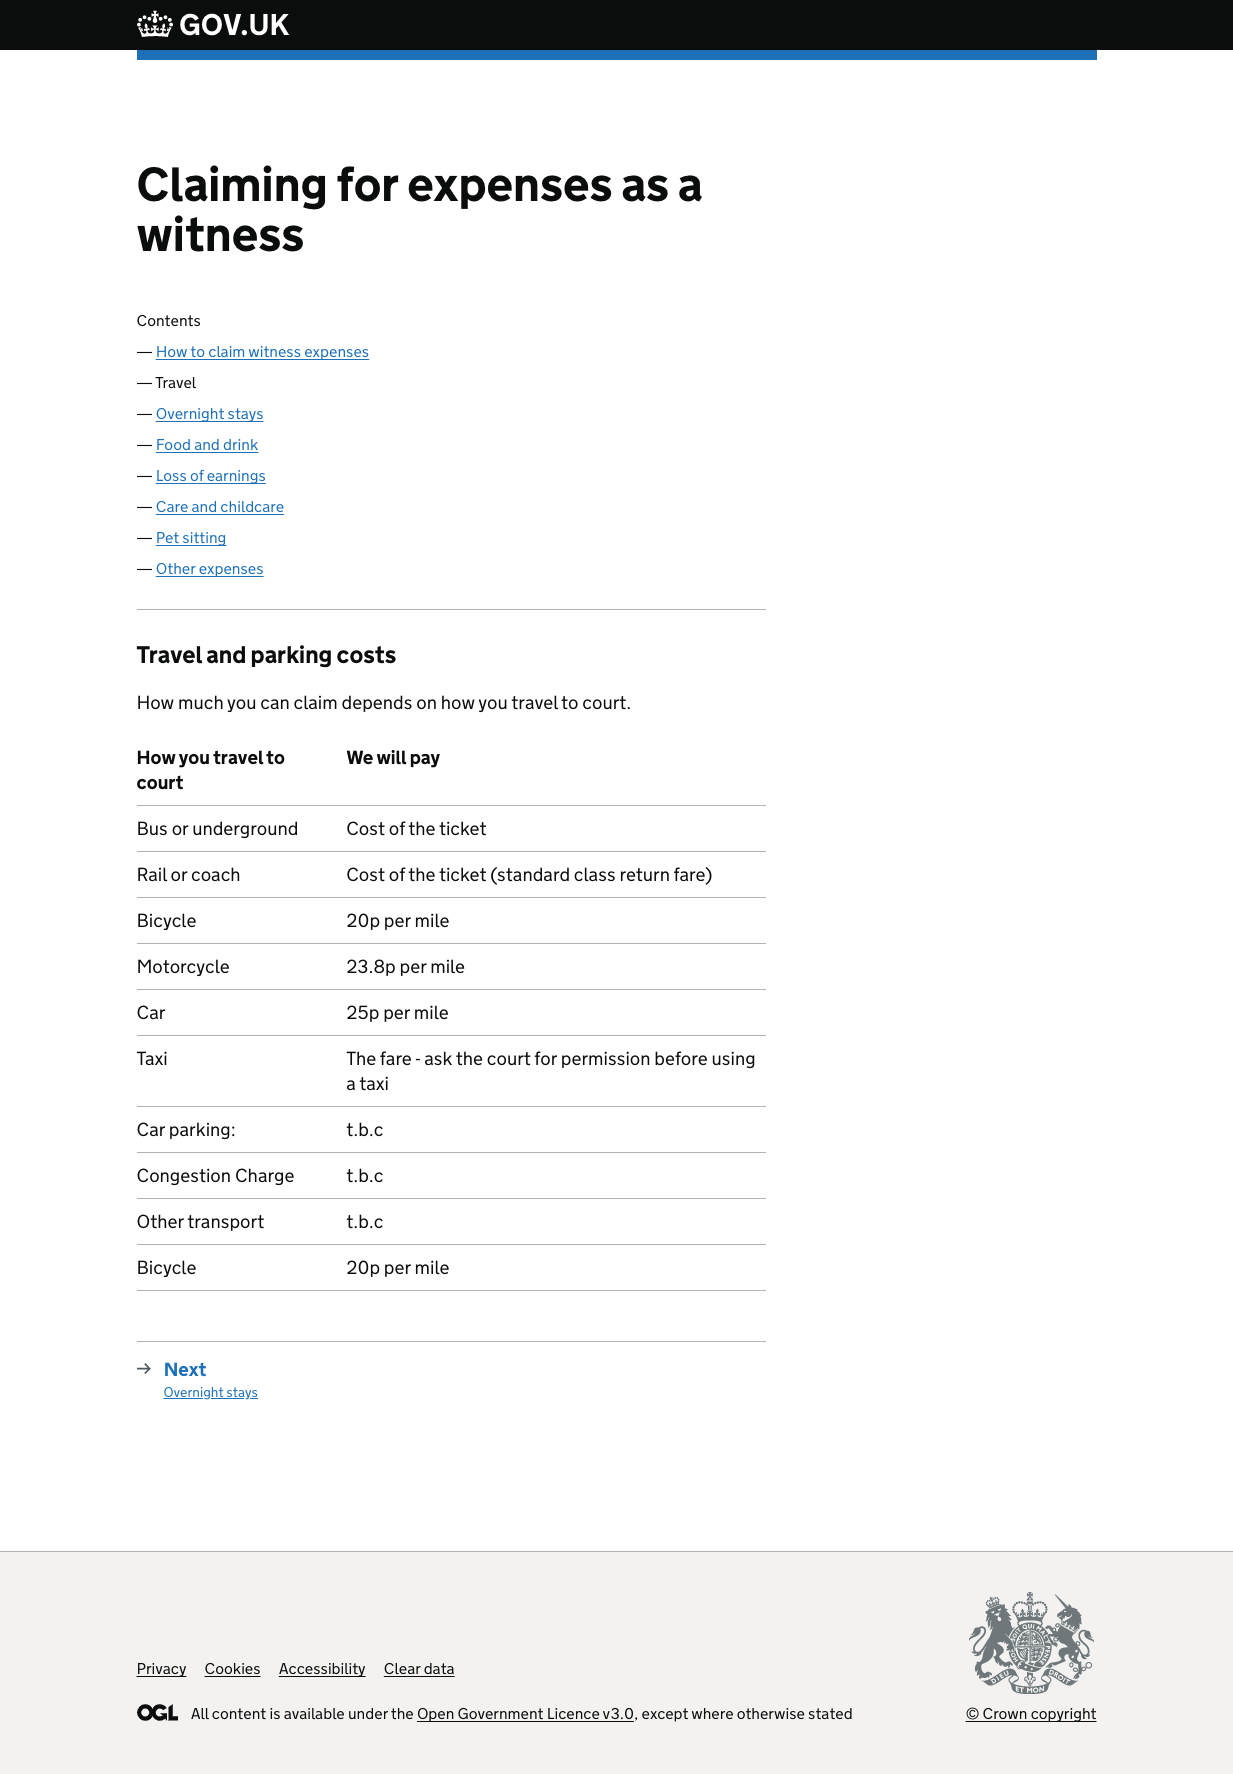 GOV.UK
Claiming for expenses as a
witness
Contents
— How to claim witness expenses
— Travel
— Overnight stays
— Food and drink
— Loss of earnings
— Care and childcare
— Pet sitting
— Other expenses
Travel and parking costs
How much you can claim depends on how you travel to court.
How you travel to We will pay
court
Bus or underground Cost of the ticket
Rail or coach Cost of the ticket (standard class return fare)
Bicycle 20p per mile
Motorcycle 23.8p per mile
Car 25p per mile
Taxi The fare - ask the court for permission before using
a taxi
Car parking: t.b.c
Congestion Charge t.b.c
Other transport t.b.c
Bicycle 20p per mile
→ Next
Overnight stays
Privacy Cookies Accessibility Clear data
OGL All content is available under the Open Government Licence v3.0, except where otherwise stated
DIEU ET MON DROIT
© Crown copyright